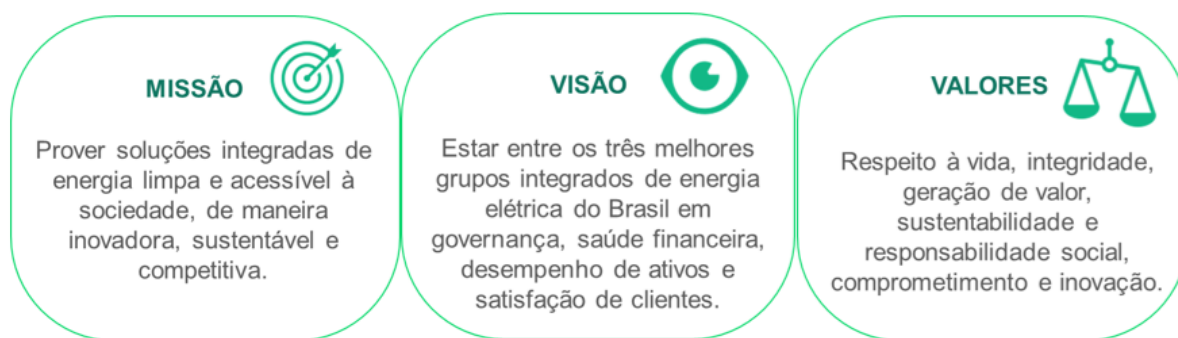 MISSÃO
Prover soluções integradas de
energia limpa e acessível à
sociedade, de maneira
inovadora, sustentável e
competitiva.
VISÃO
Estar entre os três melhores
grupos integrados de energia
elétrica do Brasil em
governança, saúde financeira,
desempenho de ativos e
satisfação de clientes.
VALORES
Respeito à vida, integridade,
geração de valor,
sustentabilidade e
responsabilidade social,
comprometimento e inovação.